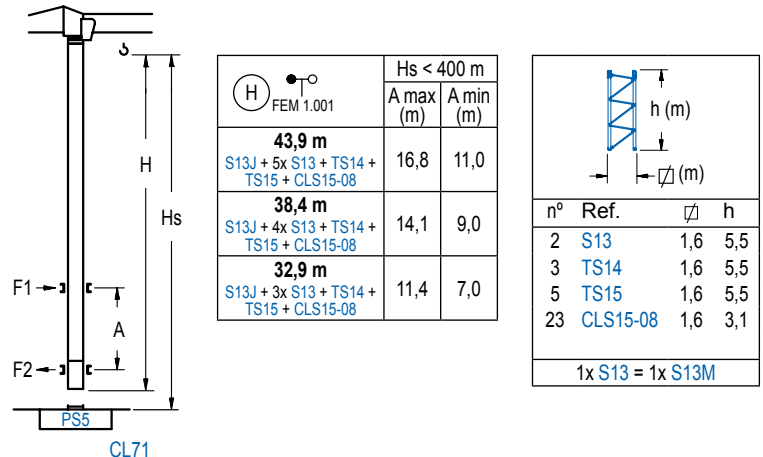 H
Hs
F1
A
F2
PS5
CL71
H
FEM 1.001
Hs < 400 m
A max
(m)
A min
(m)
43,9 m
S13J + 5x S13 + TS14 +
TS15 + CLS15-08
16,8
11,0
38,4 m
S13J + 4x S13 + TS14 +
TS15 + CLS15-08
14,1
9,0
32,9 m
S13J + 3x S13 + TS14 +
TS15 + CLS15-08
11,4
7,0
h (m)
(m)
nº Ref. h
2 S13 1,6 5,5
3 TS14 1,6 5,5
5 TS15 1,6 5,5
23 CLS15-08 1,6 3,1
1x S13 = 1x S13M